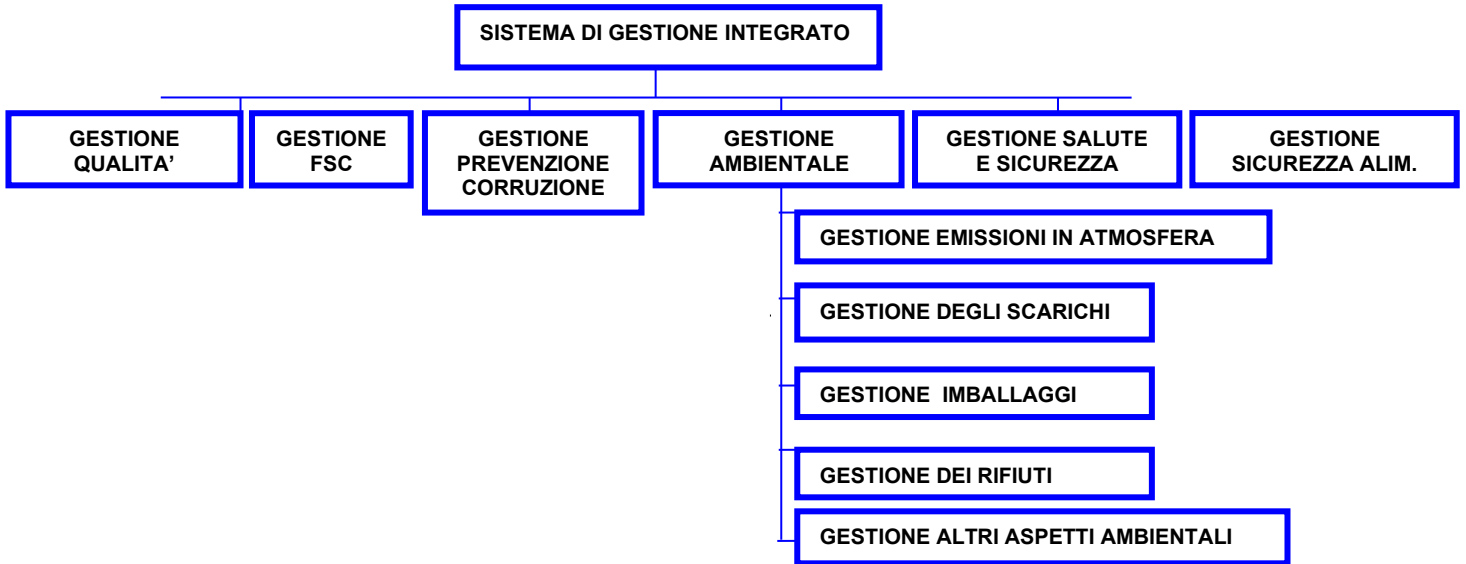 SISTEMA DI GESTIONE INTEGRATO
GESTIONE
QUALITA’
GESTIONE
FSC
GESTIONE
PREVENZIONE
CORRUZIONE
GESTIONE
AMBIENTALE
GESTIONE SALUTE
E SICUREZZA
GESTIONE
SICUREZZA ALIM.
GESTIONE EMISSIONI IN ATMOSFERA
GESTIONE DEGLI SCARICHI
GESTIONE  IMBALLAGGI
GESTIONE DEI RIFIUTI
GESTIONE ALTRI ASPETTI AMBIENTALI